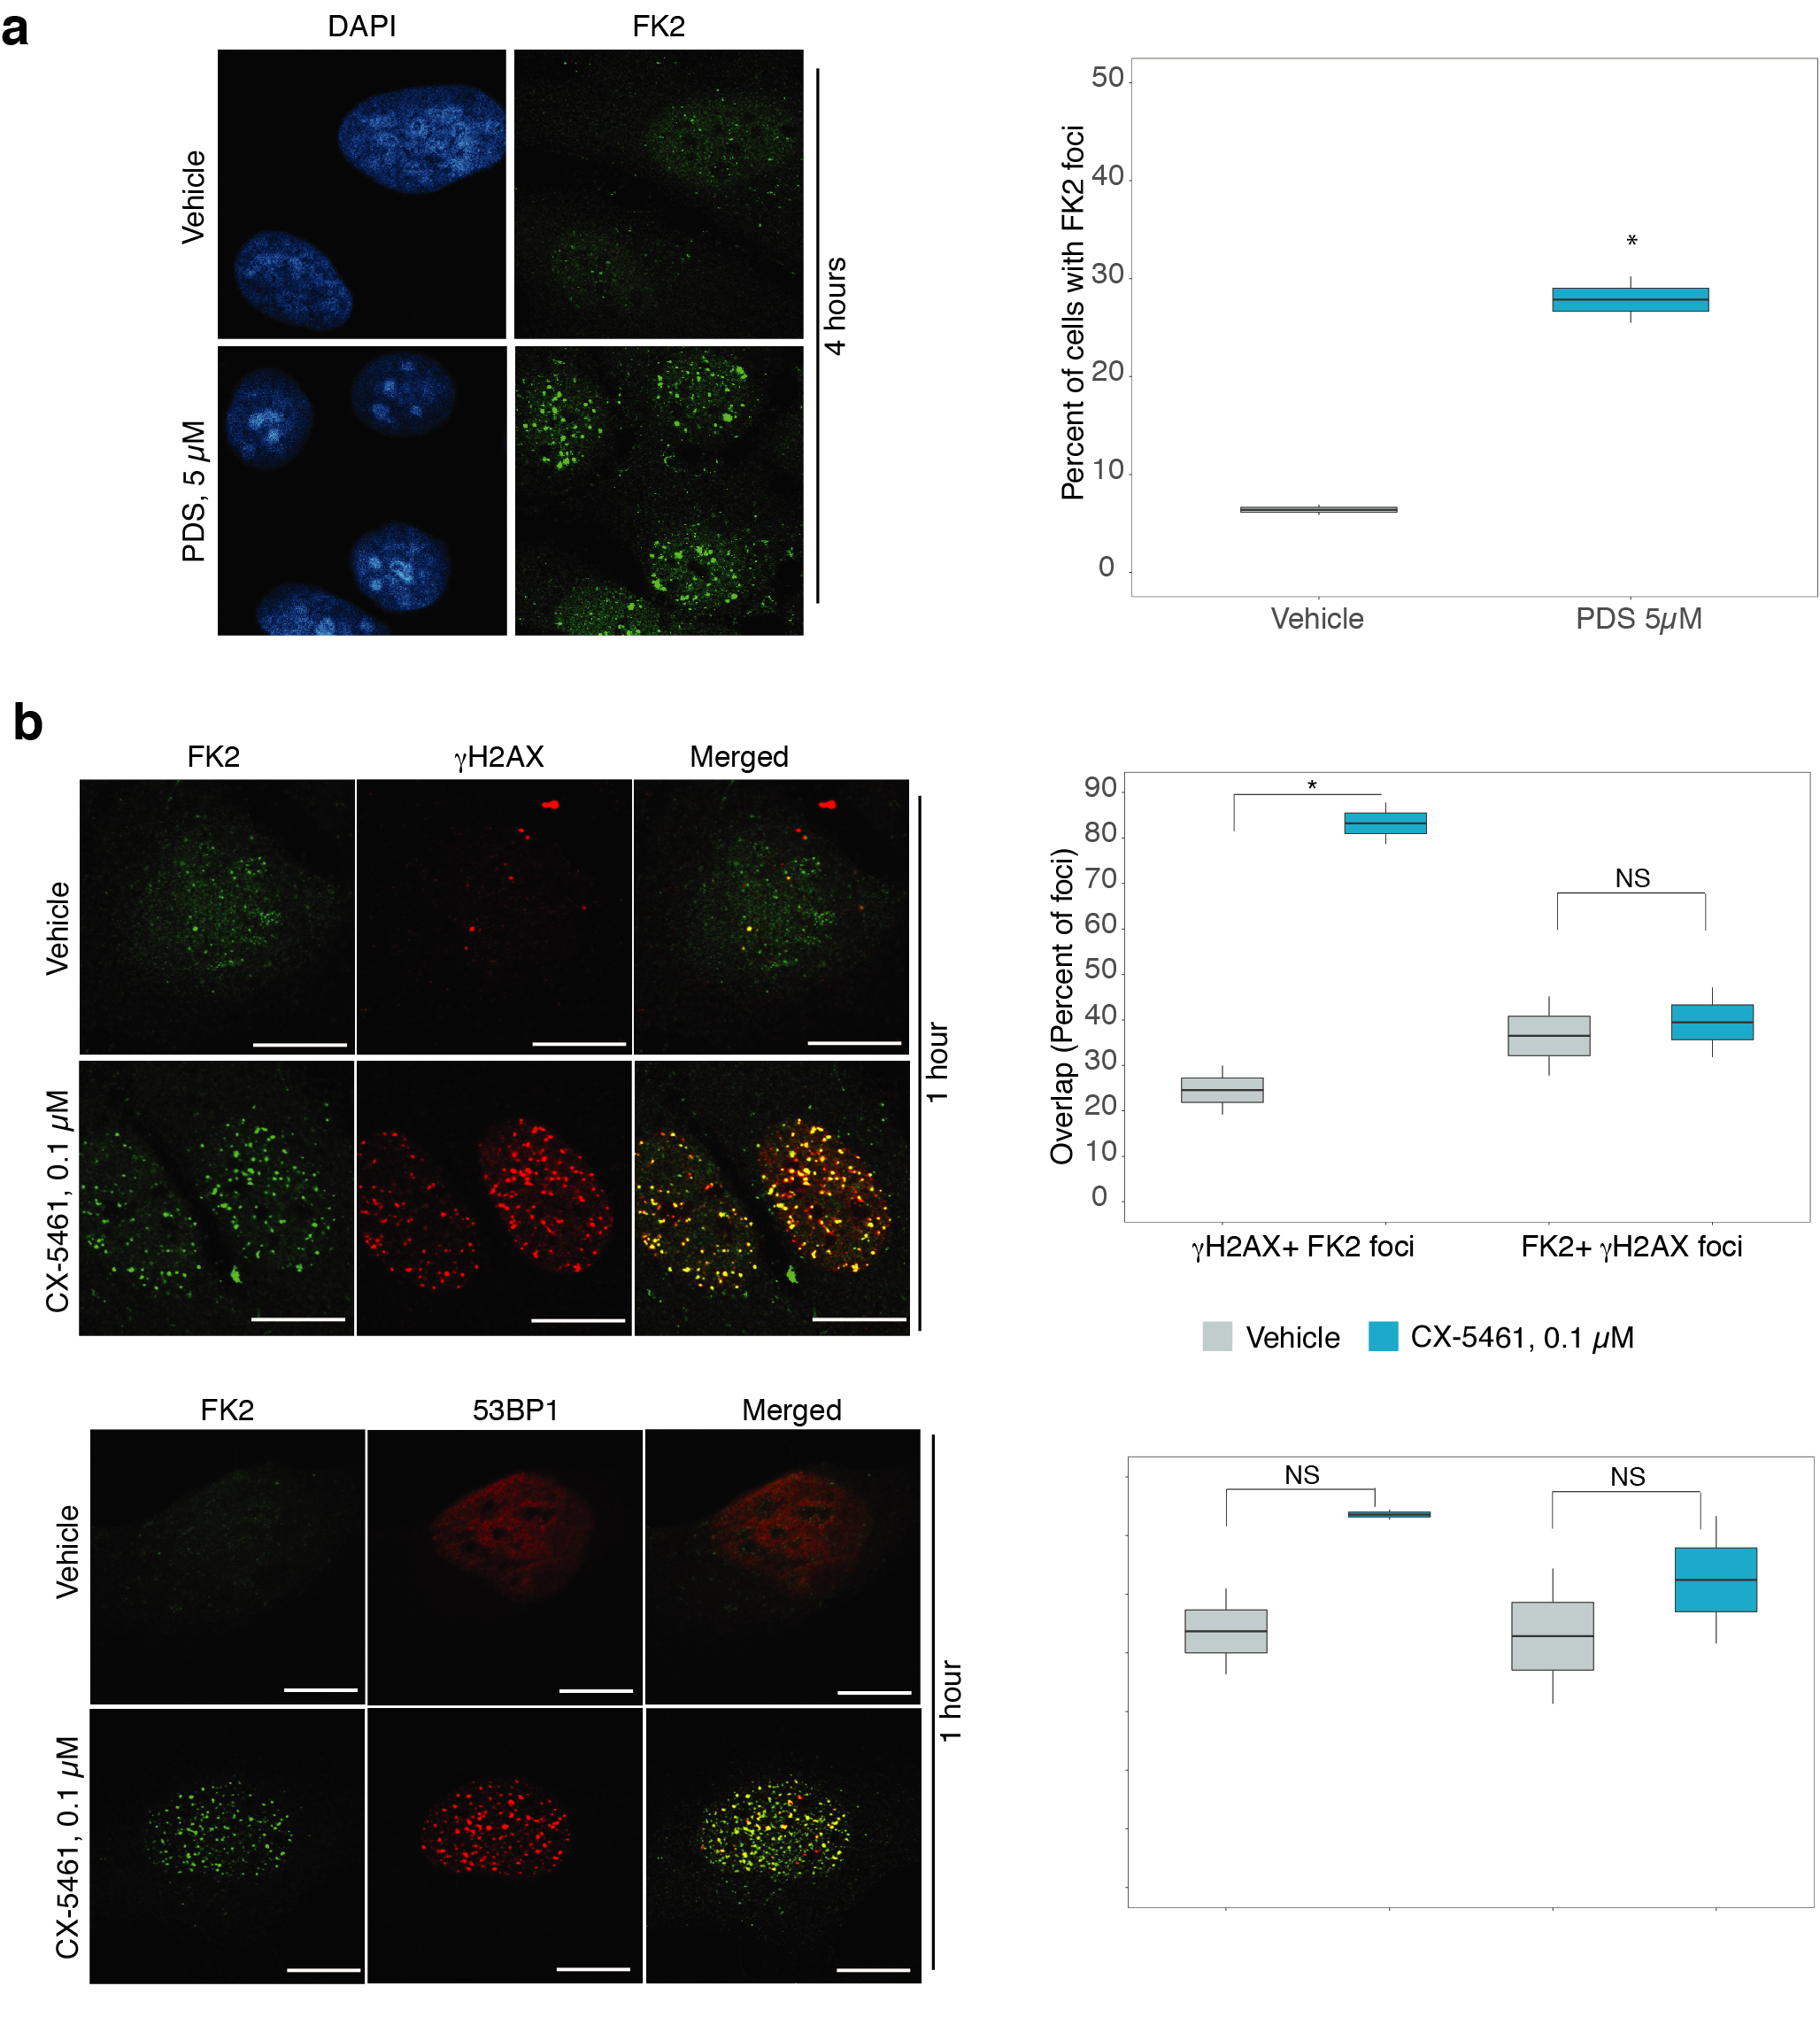 a
DAPI FK2
Vehicle
PDS, 5 µM
4 hours
Percent of cells with FK2 foci
50
40
30
20
10
0
*
Vehicle PDS 5µM
b
FK2 γH2AX Merged
Vehicle
CX-5461, 0.1 µM
1 hour
Overlap (Percent of foci)
90
80
70
60
50
40
30
20
10
0
*
NS
γH2AX+ FK2 foci FK2+ γH2AX foci
Vehicle CX-5461, 0.1 µM
FK2 53BP1 Merged
Vehicle
CX-5461, 0.1 µM
1 hour
NS NS